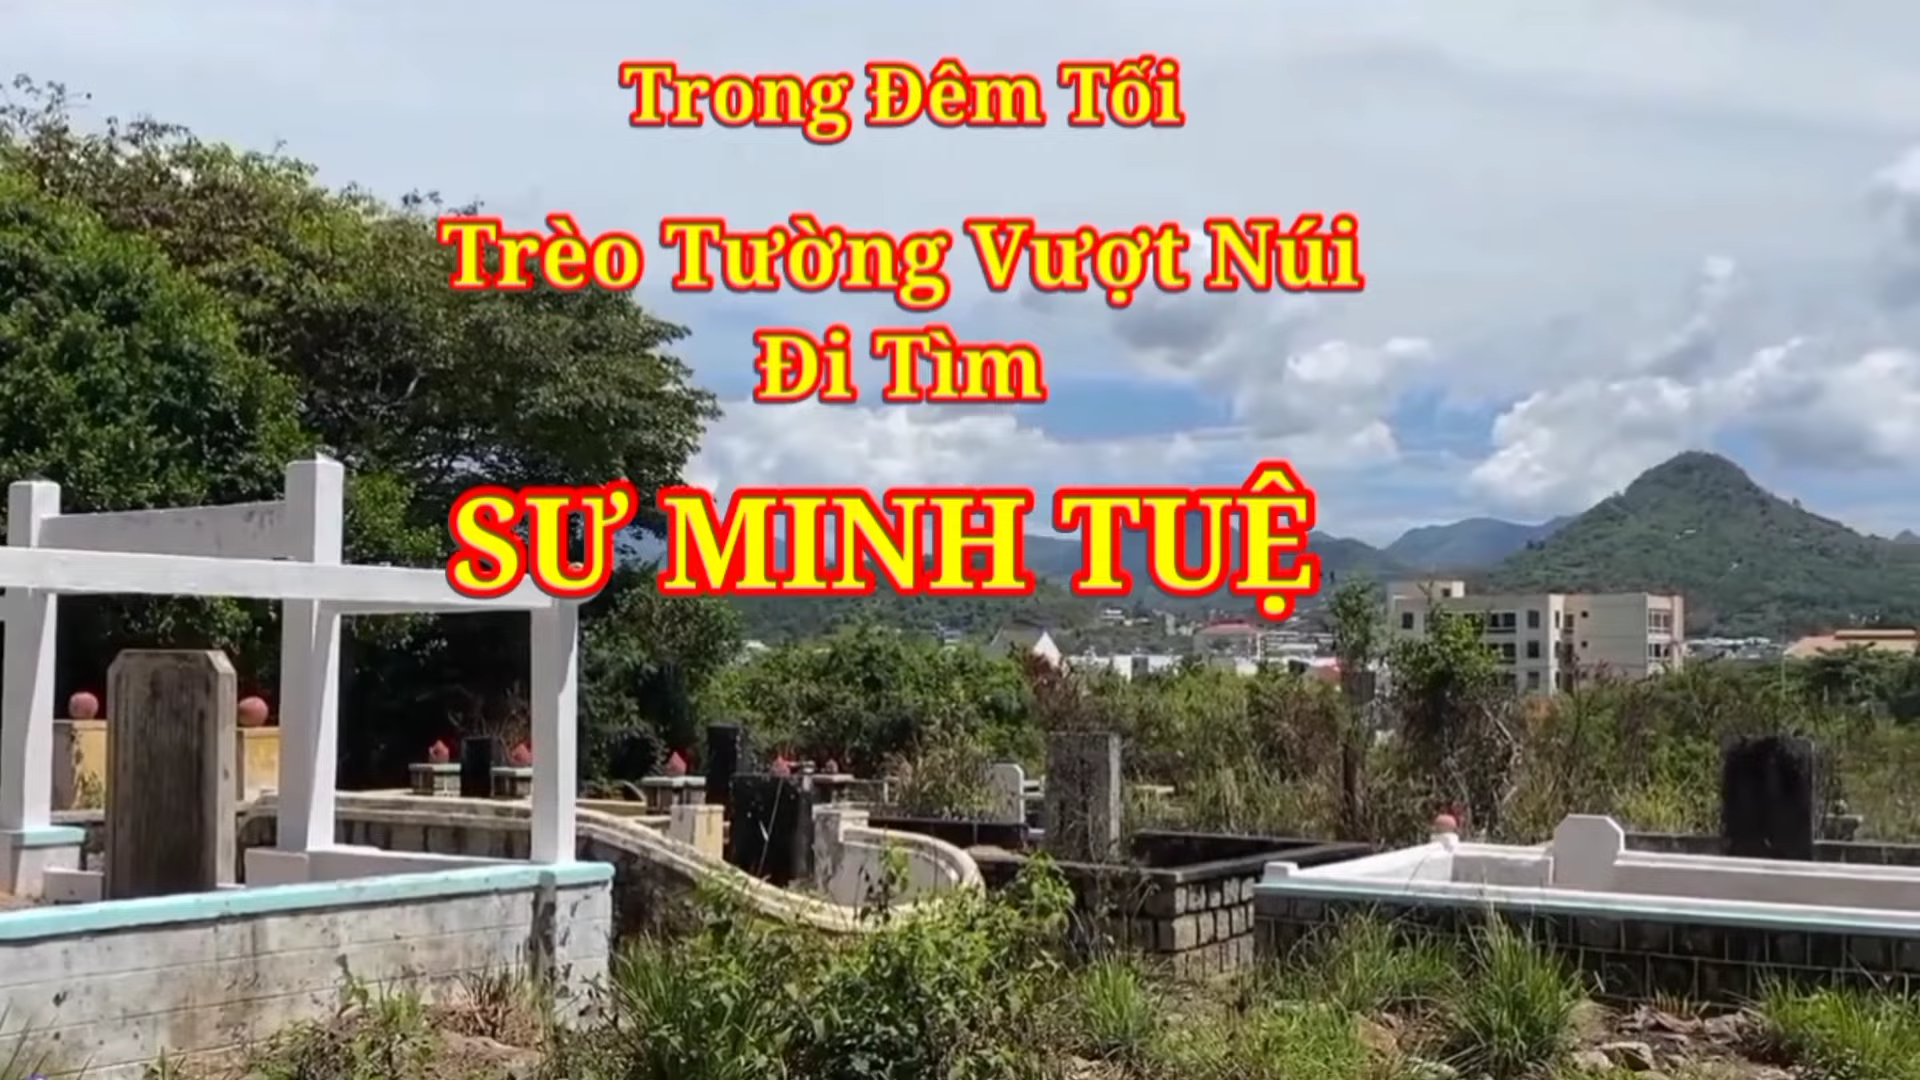 Trong Đêm Tối
Trèo Tường Vượt Núi
Đi Tìm
SƯ MINH TUỆ